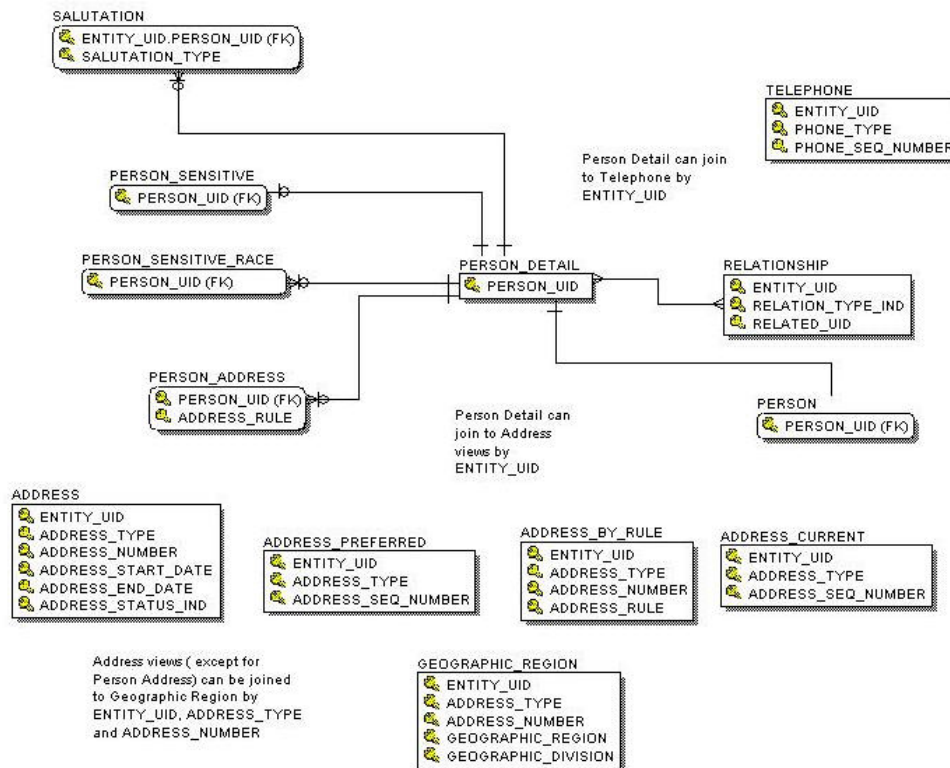 SALUTATION
ENTITY_UID.PERSON_UID (FK)
SALUTATION_TYPE
TELEPHONE
ENTITY_UID
PHONE_TYPE
PHONE_SEQ_NUMBER
Person Detail can join
to Telephone by
ENTITY_UID
PERSON_SENSITIVE
PERSON_UID (FK)
PERSON_SENSITIVE_RACE
PERSON_UID (FK)
PERSON_DETAIL
PERSON_UID
RELATIONSHIP
ENTITY_UID
RELATION_TYPE_IND
RELATED_UID
PERSON_ADDRESS
PERSON_UID (FK)
ADDRESS_RULE
PERSON
PERSON_UID (FK)
Person Detail can
join to Address
views by
ENTITY_UID
ADDRESS
ENTITY_UID
ADDRESS_TYPE
ADDRESS_NUMBER
ADDRESS_START_DATE
ADDRESS_END_DATE
ADDRESS_STATUS_IND
ADDRESS_PREFERRED
ENTITY_UID
ADDRESS_TYPE
ADDRESS_SEQ_NUMBER
ADDRESS_BY_RULE
ENTITY_UID
ADDRESS_TYPE
ADDRESS_NUMBER
ADDRESS_RULE
ADDRESS_CURRENT
ENTITY_UID
ADDRESS_TYPE
ADDRESS_SEQ_NUMBER
Address views ( except for
Person Address) can be joined
to Geographic Region by
ENTITY_UID, ADDRESS_TYPE
and ADDRESS_NUMBER
GEOGRAPHIC_REGION
ENTITY_UID
ADDRESS_TYPE
ADDRESS_NUMBER
GEOGRAPHIC_REGION
GEOGRAPHIC_DIVISION